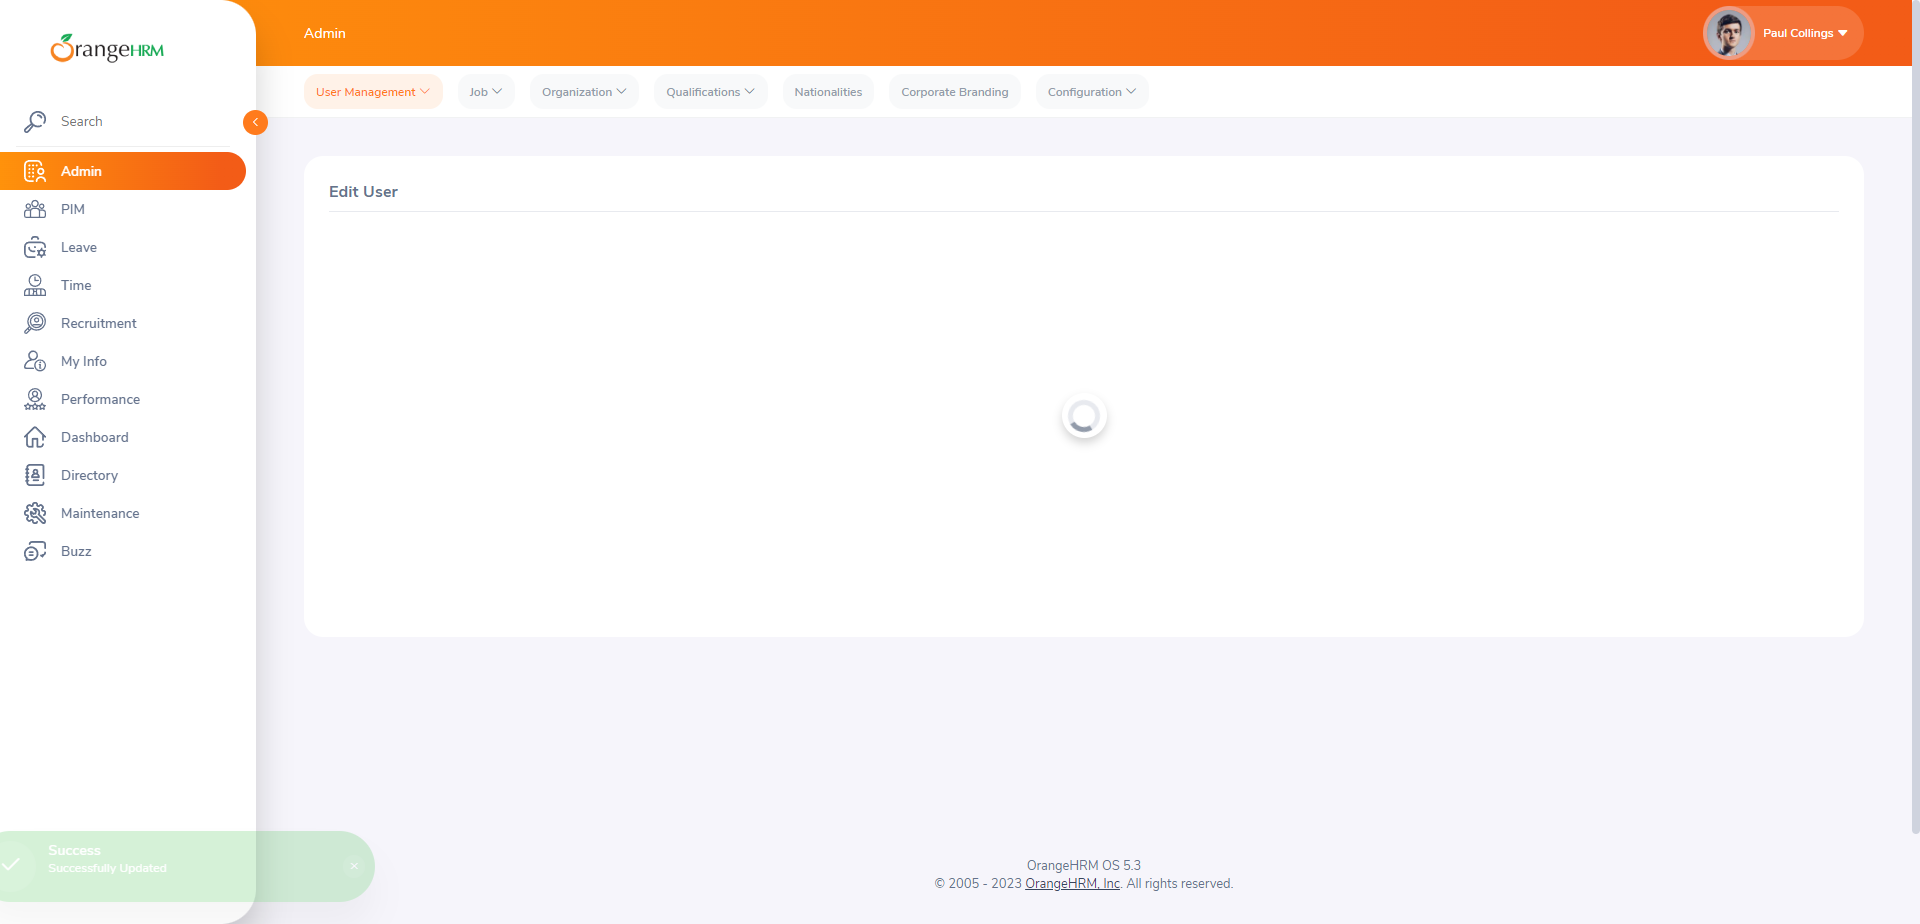 OrangeHRM
Search
Admin
PIM
Leave
Time
Recruitment
My Info
Performance
Dashboard
Directory
Maintenance
Buzz
Admin
Paul Collings
User Management
Job
Organization
Qualifications
Nationalities
Corporate Branding
Configuration
Edit User
Success
Successfully Updated
OrangeHRM OS 5.3
© 2005 - 2023 OrangeHRM, Inc. All rights reserved.